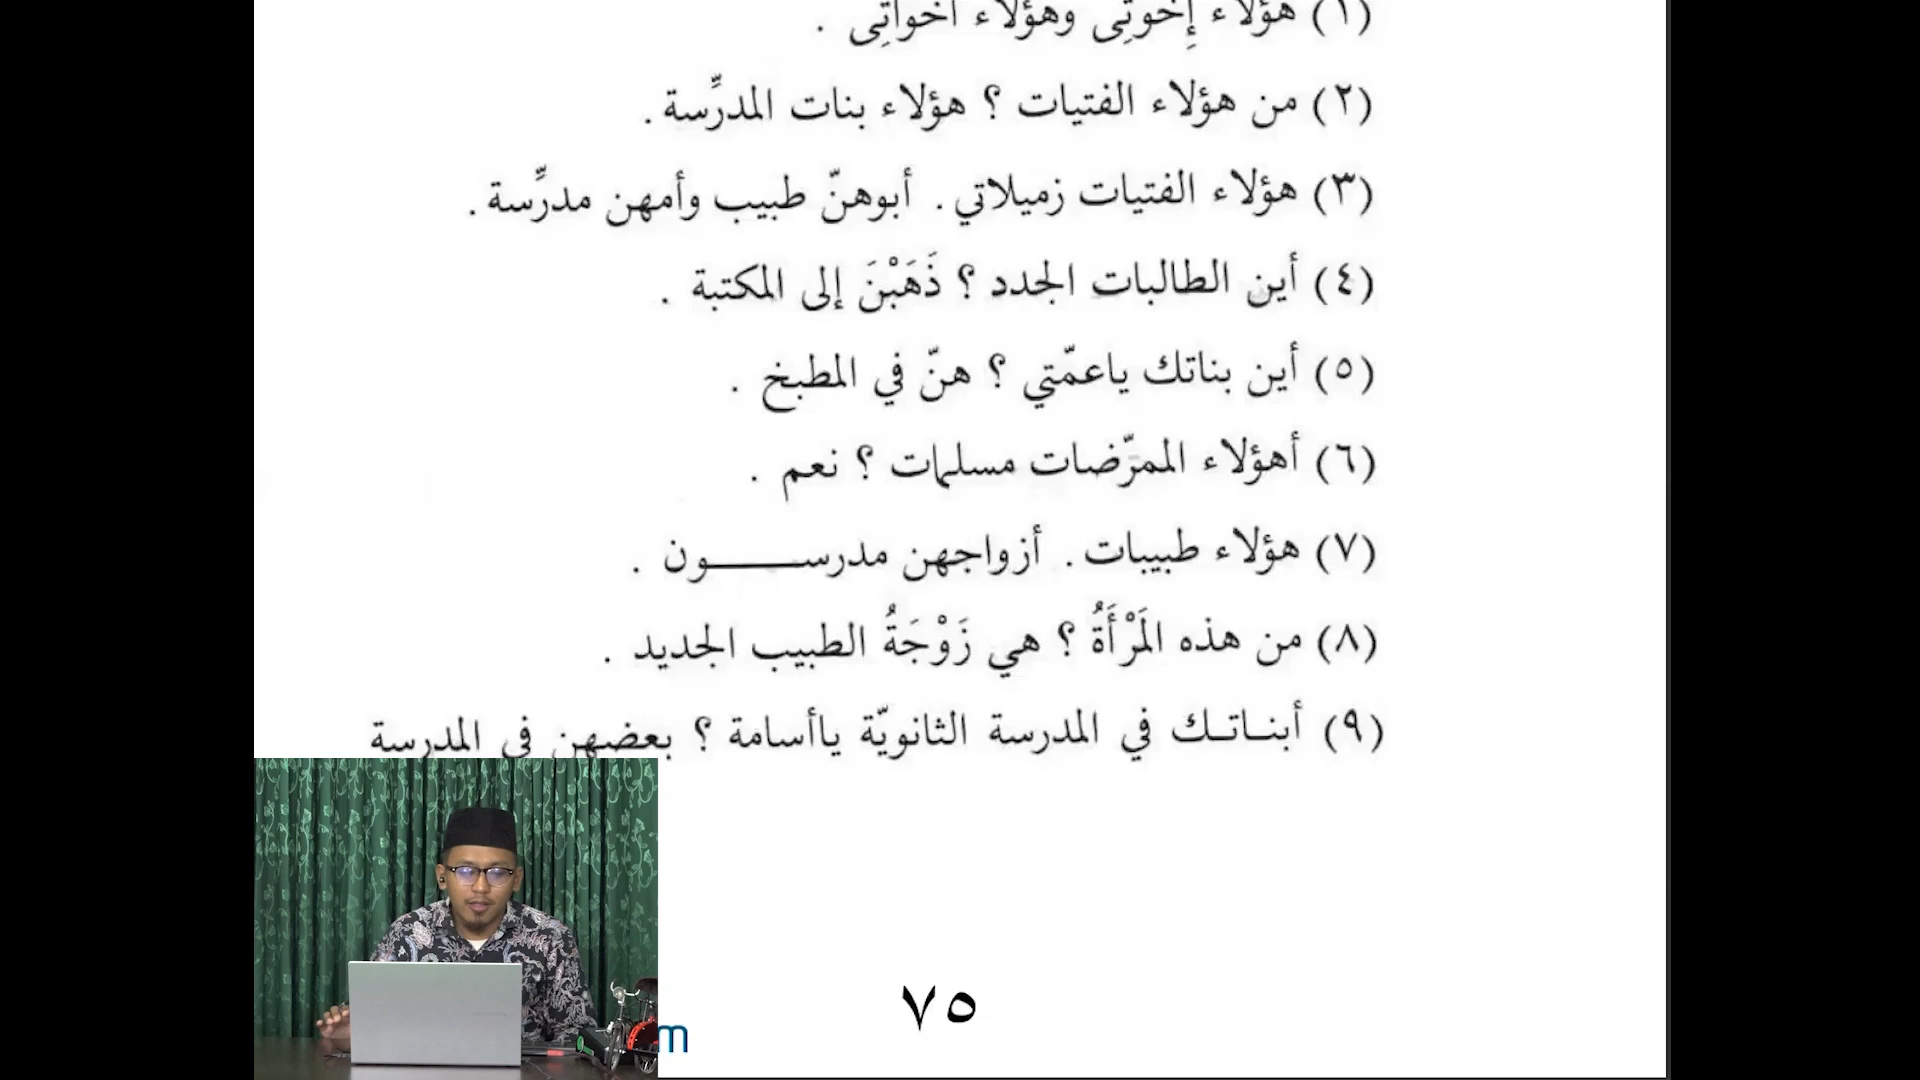 (١) هؤلاء إِخوتِى وهؤلاء أخواتِى .
(٢) من هؤلاء الفتيات ؟ هؤلاء بنات المدرِّسة .
(٣) هؤلاء الفتيات زميلاتي . أبوهنّ طبيب وأمهن مدرِّسة .
(٤) أين الطالبات الجدد ؟ ذَهَبْنَ إلى المكتبة .
(٥) أين بناتك ياعمّتي ؟ هنّ في المطبخ .
(٦) أهؤلاء الممرّضات مسلمات ؟ نعم .
(٧) هؤلاء طبيبات . أزواجهن مدرســـــون .
(٨) من هذه المَرْأَةُ ؟ هي زَوْجَةُ الطبيب الجديد .
(٩) أبنـاتـك في المدرسة الثانويّة ياأسامة ؟ بعضهن في المدرسة
٧٥
m